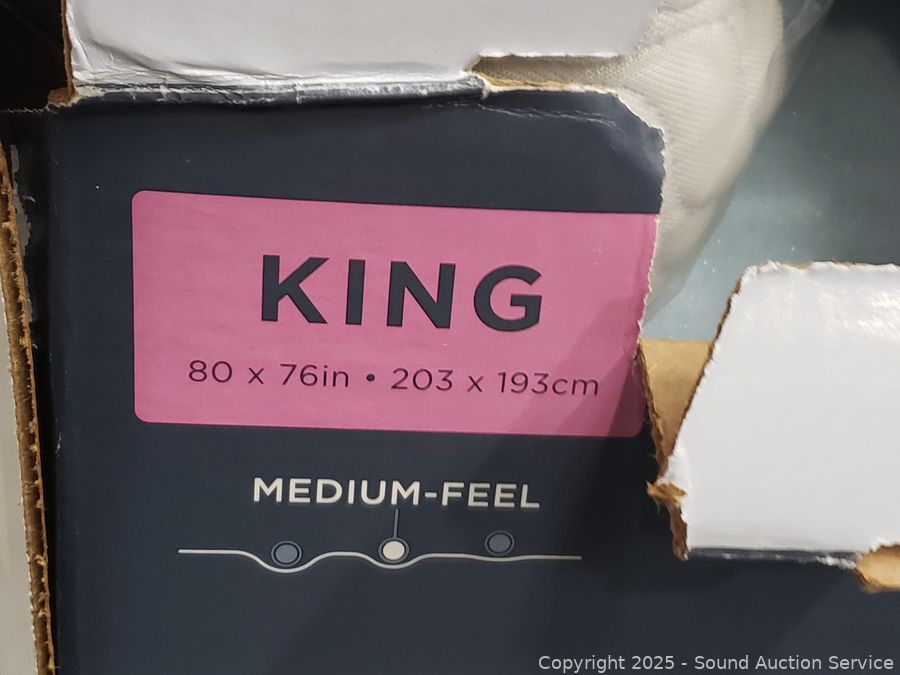 KING
80 x 76in • 203 x 193cm
MEDIUM-FEEL
Copyright 2025 - Sound Auction Service